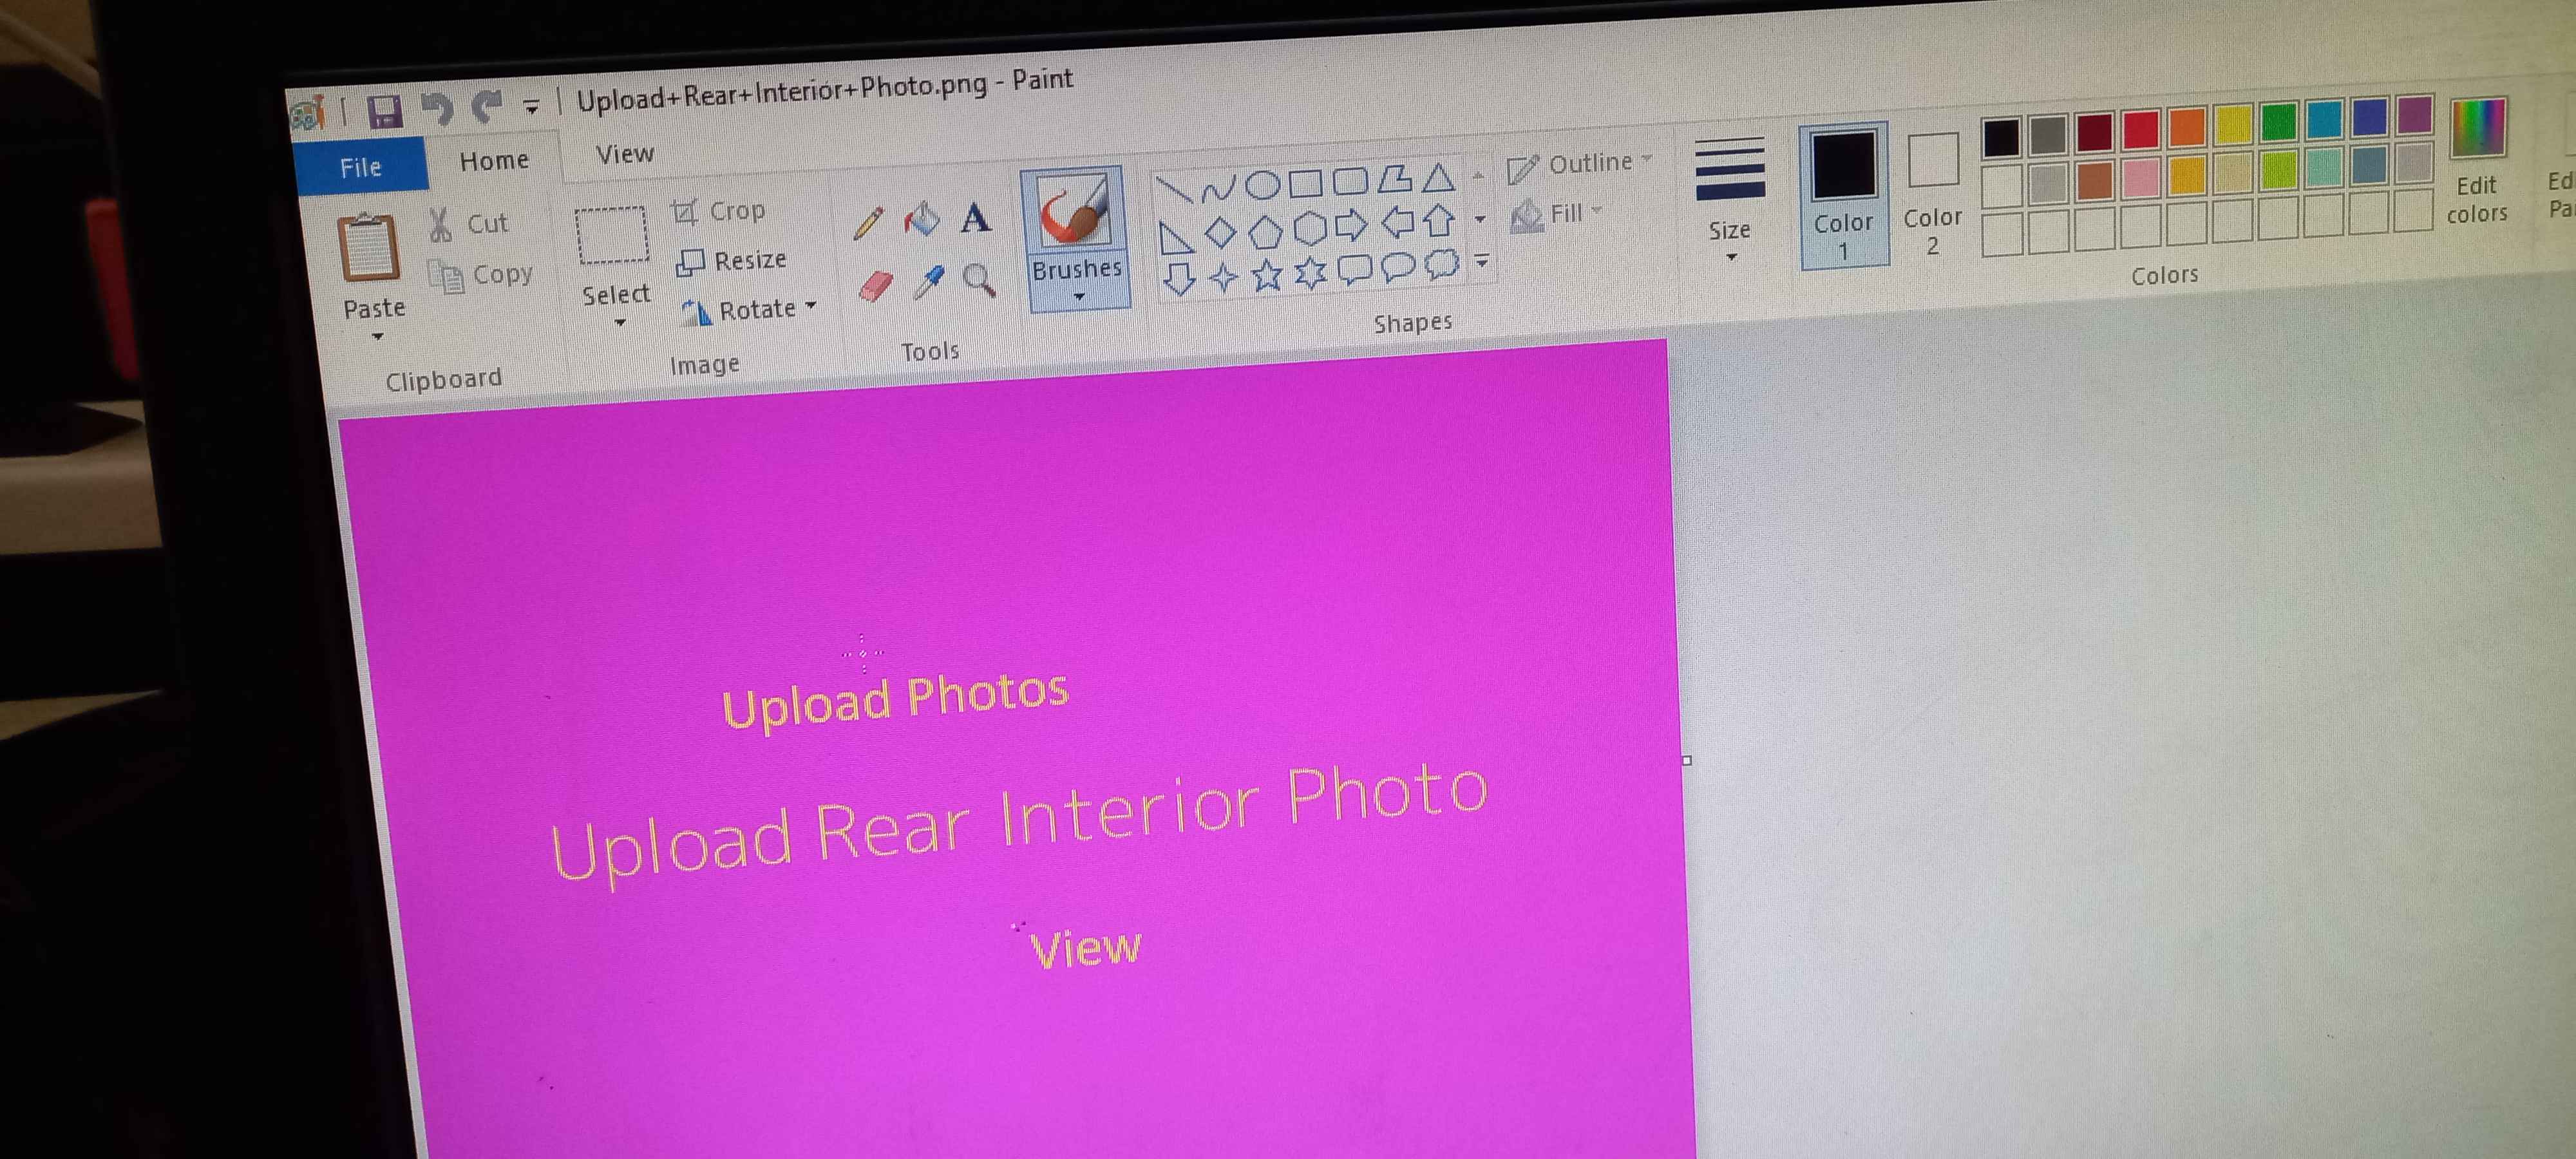 Upload+Rear+Interior+Photo.png - Paint
File Home View
Paste
Cut
Copy
Clipboard
Select
Crop
Resize
Rotate
Image
A
Tools
Brushes
Shapes
Outline
Fill
Size
Color
1
Color
2
Colors
Edit
colors
Upload Photos
Upload Rear Interior Photo
View